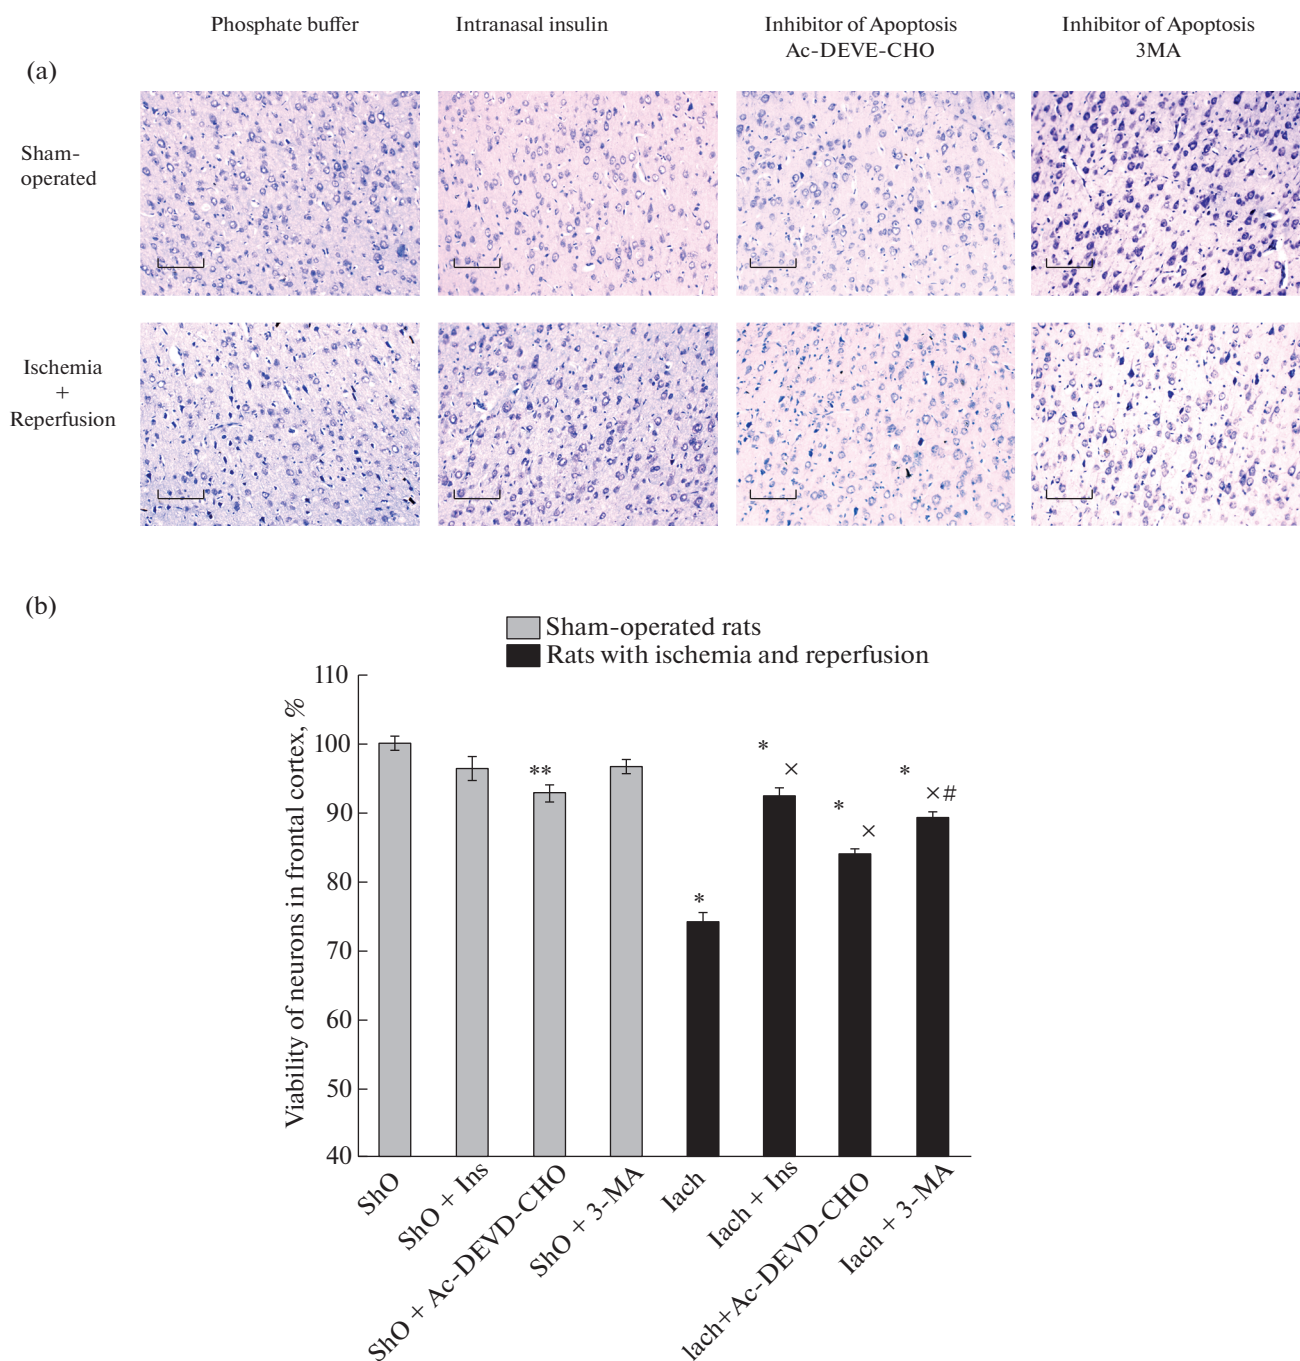 Phosphate buffer
Intranasal insulin
Inhibitor of Apoptosis
Ac-DEVE-CHO
Inhibitor of Apoptosis
3MA
(a)
Sham-
operated
Ischemia
+
Reperfusion
(b)
Sham-operated rats
Rats with ischemia and reperfusion
Viability of neurons in frontal cortex, %
110
100
90
80
70
60
50
40
**
*
*
×
*
×
*
×#
ShO
ShO + Ins
ShO + Ac-DEVD-CHO
ShO + 3-MA
Iach
Iach + Ins
Iach+Ac-DEVD-CHO
Iach + 3-MA